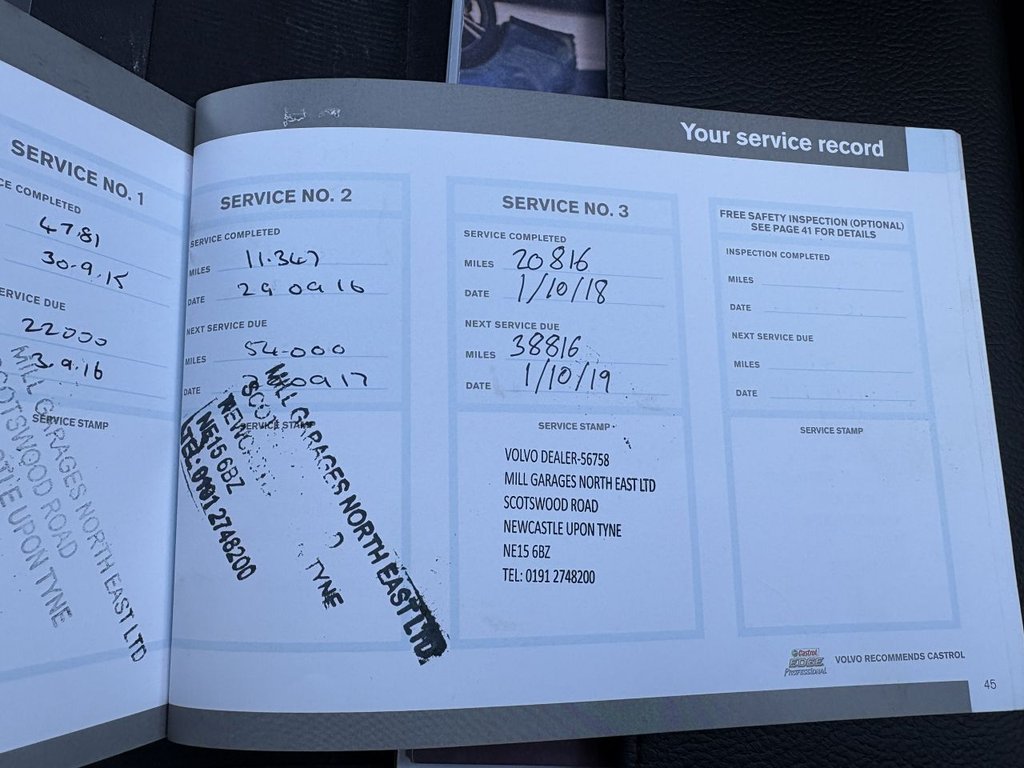 Your service record
SERVICE NO. 1
CE COMPLETED
4781
30.9.15
SERVICE DUE
22000
9.16
SERVICE STAMP
MILL GARAGES NORTH EAST LTD
SCOTSWOOD ROAD
TLE UPON TYNE
SERVICE NO. 2
SERVICE COMPLETED
MILES 11.347
DATE 29 09 16
NEXT SERVICE DUE
MILES 54-000
DATE 09 17
SERVICE STAMP
MILL GARAGES NORTH EAST LTD
SCOT
NEWC TYNE
NE15 6BZ
TEL: 0191 2748200
SERVICE NO. 3
SERVICE COMPLETED
MILES 20816
DATE 1/10/18
NEXT SERVICE DUE
MILES 38816
DATE 1/10/19
SERVICE STAMP
VOLVO DEALER-56758
MILL GARAGES NORTH EAST LTD
SCOTSWOOD ROAD
NEWCASTLE UPON TYNE
NE15 6BZ
TEL: 0191 2748200
FREE SAFETY INSPECTION (OPTIONAL)
SEE PAGE 41 FOR DETAILS
INSPECTION COMPLETED
MILES
DATE
NEXT SERVICE DUE
MILES
DATE
SERVICE STAMP
Castrol
EDGE
Professional
VOLVO RECOMMENDS CASTROL
45